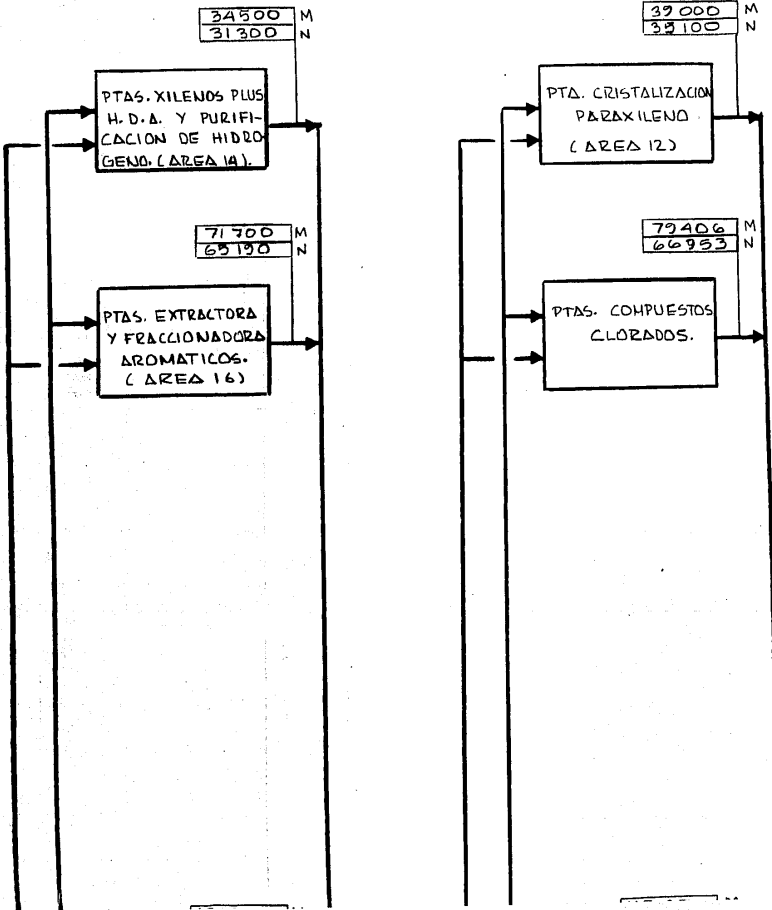 34500 M
31300 N
PTAS. XILENOS PLUS
H.D.A. Y PURIFI-
CACION DE HIDRO
GENO. (AREA 14).
71700 M
65190 N
PTAS. EXTRACTORA
Y FRACCIONADORA
AROMATICOS.
(AREA 16)
39000 M
35100 N
PTA. CRISTALIZACION
PARAXILENO
(AREA 12)
79406 M
66953 N
PTAS. COMPUESTOS
CLORADOS.